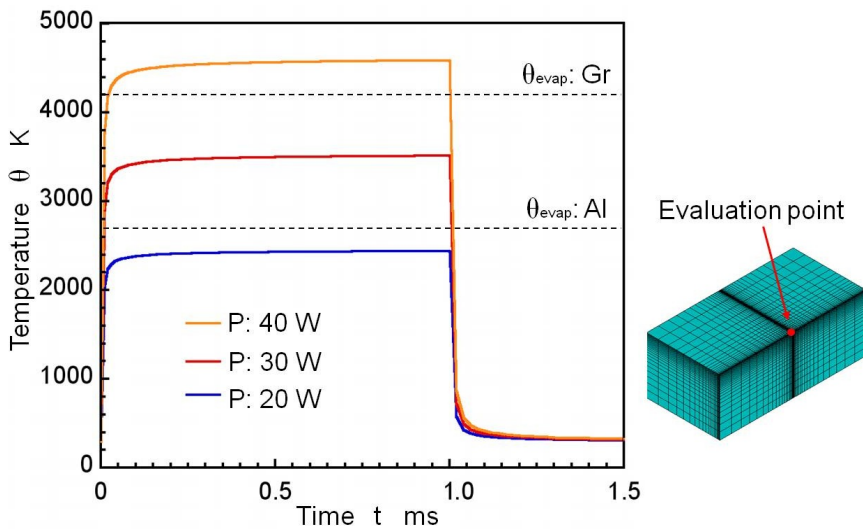 5000
4000
3000
2000
1000
0
Temperature θ K
θevap: Gr
θevap: Al
P: 40 W
P: 30 W
P: 20 W
0
0.5
1.0
1.5
Time t ms
Evaluation point